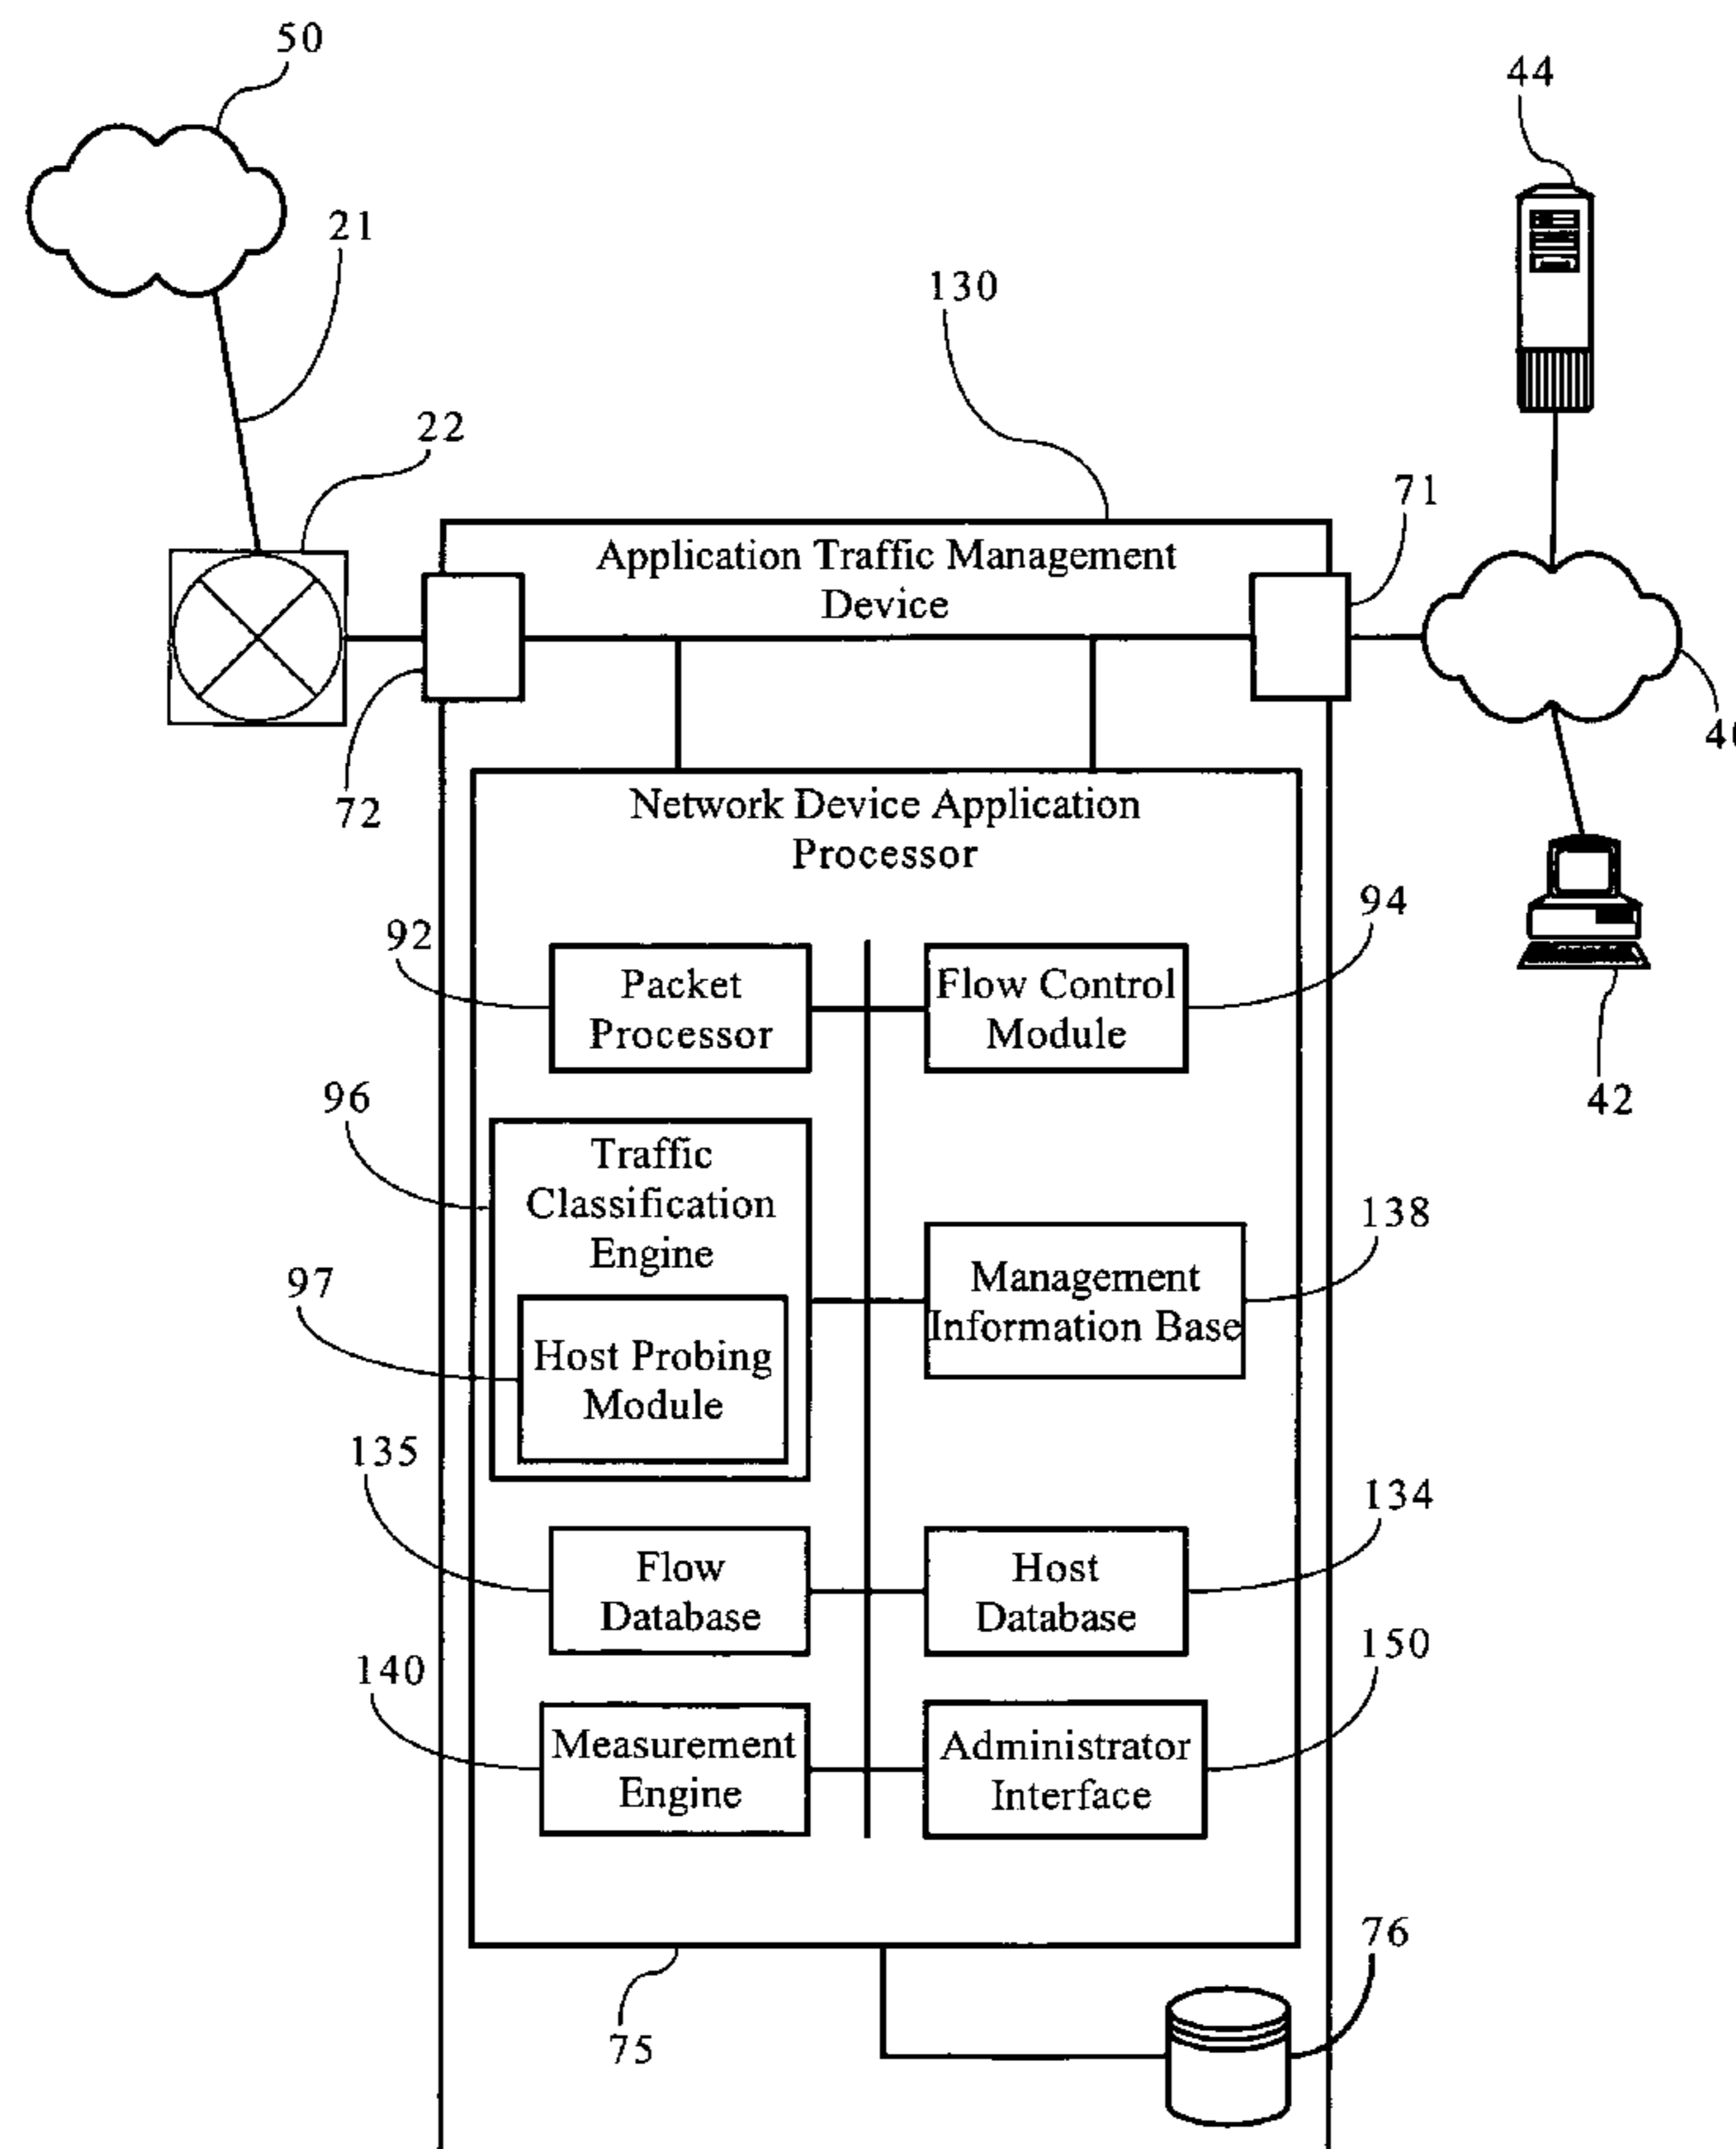 50
44
21
130
22
71
Application Traffic Management
Device
72
Network Device Application
Processor
92
94
Packet
Processor
Flow Control
Module
42
96
Traffic
Classification
Engine
138
97
Management
Information Base
Host Probing
Module
135
134
Flow
Database
Host
Database
140
150
Measurement
Engine
Administrator
Interface
76
75